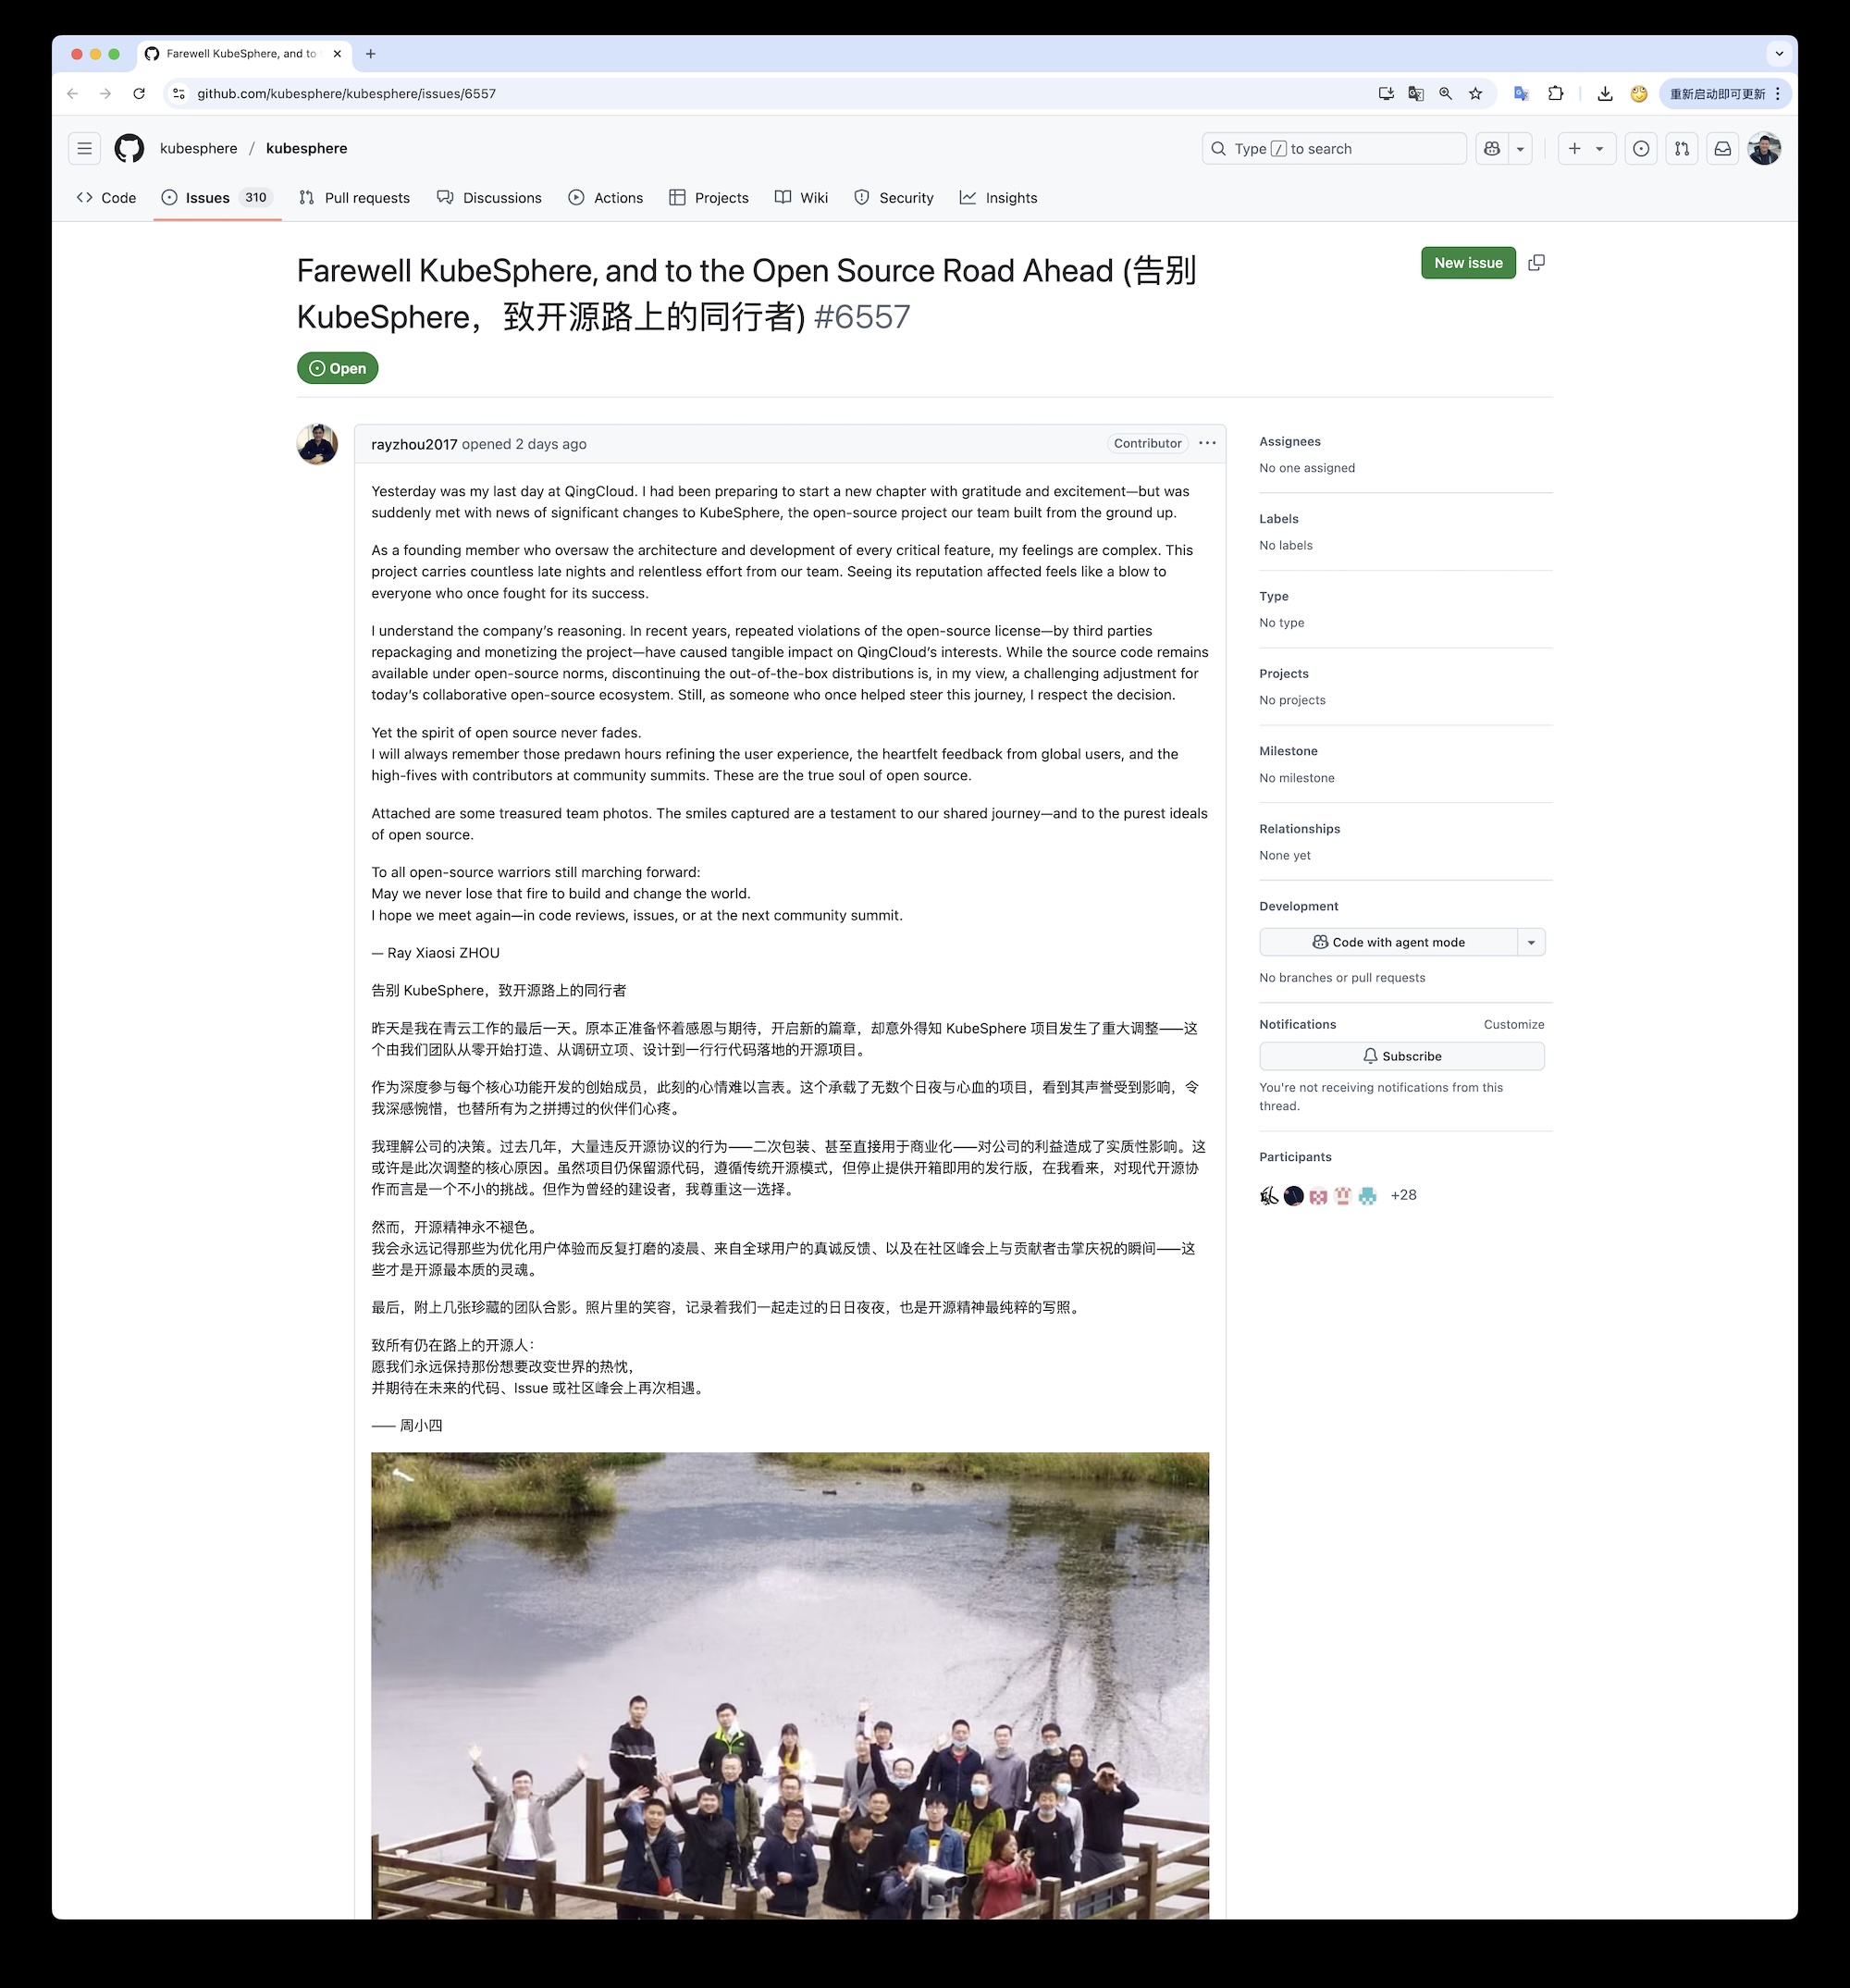 Farewell KubeSphere, and to
github.com/kubesphere/kubesphere/issues/6557
重新启动即可更新
kubesphere / kubesphere
Type / to search
Code
Issues 310
Pull requests
Discussions
Actions
Projects
Wiki
Security
Insights
Farewell KubeSphere, and to the Open Source Road Ahead (告别
KubeSphere，致开源路上的同行者) #6557
New issue
Open
rayzhou2017 opened 2 days ago
Contributor
Yesterday was my last day at QingCloud. I had been preparing to start a new chapter with gratitude and excitement—but was
suddenly met with news of significant changes to KubeSphere, the open-source project our team built from the ground up.
As a founding member who oversaw the architecture and development of every critical feature, my feelings are complex. This
project carries countless late nights and relentless effort from our team. Seeing its reputation affected feels like a blow to
everyone who once fought for its success.
I understand the company’s reasoning. In recent years, repeated violations of the open-source license—by third parties
repackaging and monetizing the project—have caused tangible impact on QingCloud’s interests. While the source code remains
available under open-source norms, discontinuing the out-of-the-box distributions is, in my view, a challenging adjustment for
today’s collaborative open-source ecosystem. Still, as someone who once helped steer this journey, I respect the decision.
Yet the spirit of open source never fades.
I will always remember those predawn hours refining the user experience, the heartfelt feedback from global users, and the
high-fives with contributors at community summits. These are the true soul of open source.
Attached are some treasured team photos. The smiles captured are a testament to our shared journey—and to the purest ideals
of open source.
To all open-source warriors still marching forward:
May we never lose that fire to build and change the world.
I hope we meet again—in code reviews, issues, or at the next community summit.
— Ray Xiaosi ZHOU
告别 KubeSphere，致开源路上的同行者
昨天是我在青云工作的最后一天。原本正准备怀着感恩与期待，开启新的篇章，却意外得知 KubeSphere 项目发生了重大调整——这
个由我们团队从零开始打造、从调研立项、设计到一行行代码落地的开源项目。
作为深度参与每个核心功能开发的创始成员，此刻的心情难以言表。这个承载了无数个日夜与心血的项目，看到其声誉受到影响，令
我深感惋惜，也替所有为之拼搏过的伙伴们心疼。
我理解公司的决策。过去几年，大量违反开源协议的行为——二次包装、甚至直接用于商业化——对公司的利益造成了实质性影响。这
或许是此次调整的核心原因。虽然项目仍保留源代码，遵循传统开源模式，但停止提供开箱即用的发行版，在我看来，对现代开源协
作而言是一个不小的挑战。但作为曾经的建设者，我尊重这一选择。
然而，开源精神永不褪色。
我会永远记得那些为优化用户体验而反复打磨的凌晨、来自全球用户的真诚反馈、以及在社区峰会上与贡献者击掌庆祝的瞬间——这
些才是开源最本质的灵魂。
最后，附上几张珍藏的团队合影。照片里的笑容，记录着我们一起走过的日日夜夜，也是开源精神最纯粹的写照。
致所有仍在路上的开源人：
愿我们永远保持那份想要改变世界的热忱，
并期待在未来的代码、Issue 或社区峰会上再次相遇。
—— 周小四
Assignees
No one assigned
Labels
No labels
Type
No type
Projects
No projects
Milestone
No milestone
Relationships
None yet
Development
Code with agent mode
No branches or pull requests
Notifications
Customize
Subscribe
You're not receiving notifications from this
thread.
Participants
+28